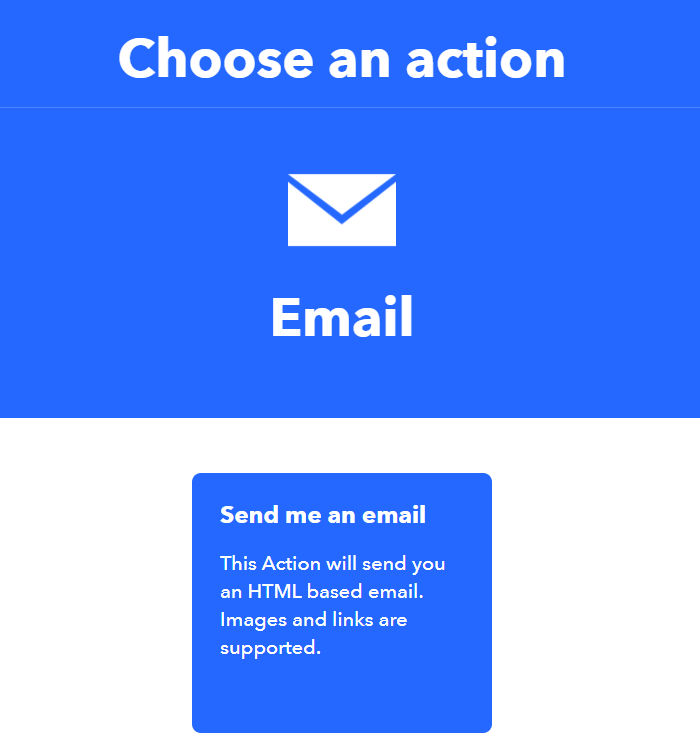 Choose an action
Email
Send me an email
This Action will send you
an HTML based email.
Images and links are
supported.